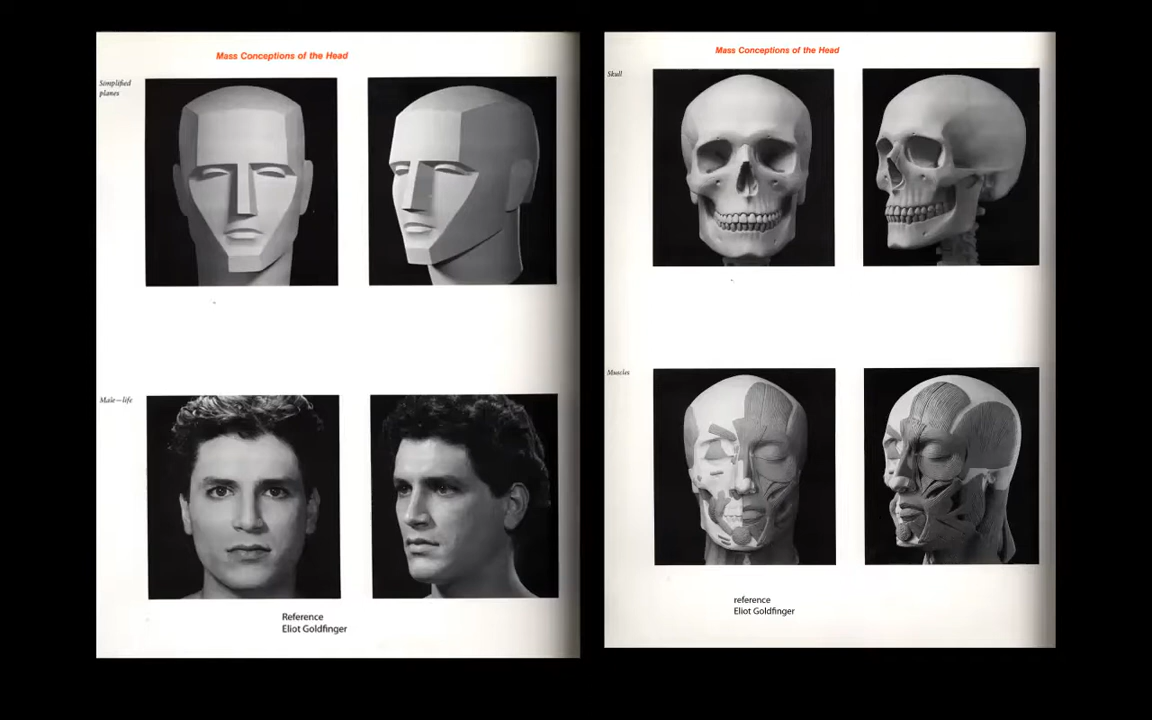 Mass Conceptions of the Head
Simplified
planes
Male—life
Reference
Eliot Goldfinger
Mass Conceptions of the Head
Skull
Muscles
reference
Eliot Goldfinger